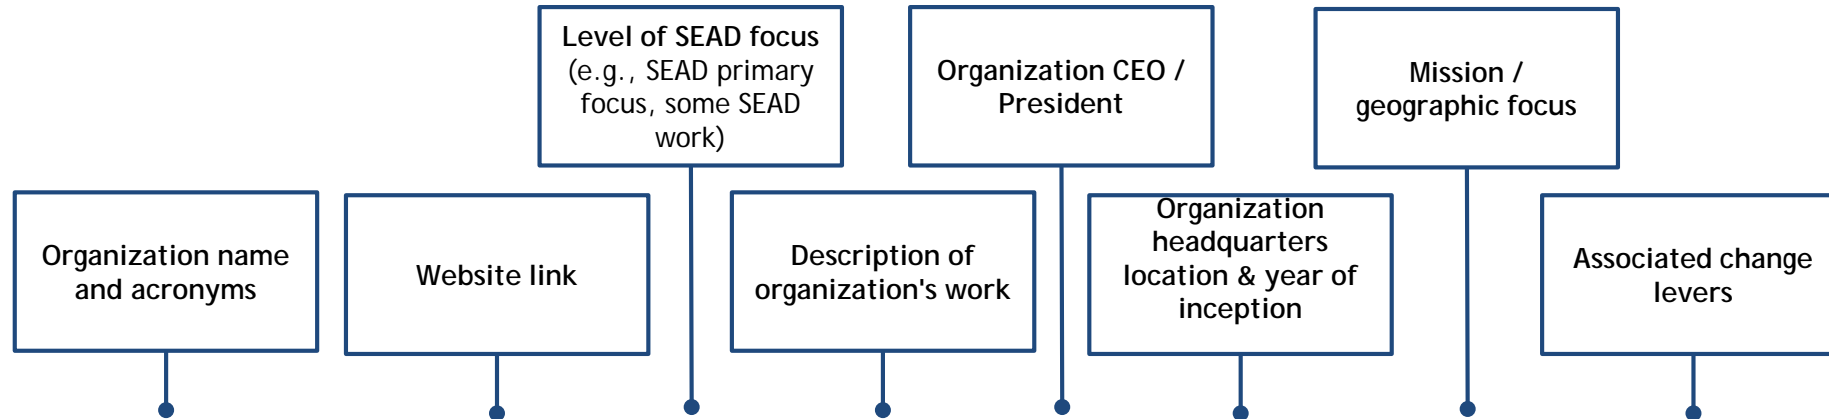 Level of SEAD focus
(e.g., SEAD primary
focus, some SEAD
work)
Organization CEO /
President
Mission /
geographic focus
Organization name
and acronyms
Website link
Description of
organization's work
Organization
headquarters
location & year of
inception
Associated change
levers